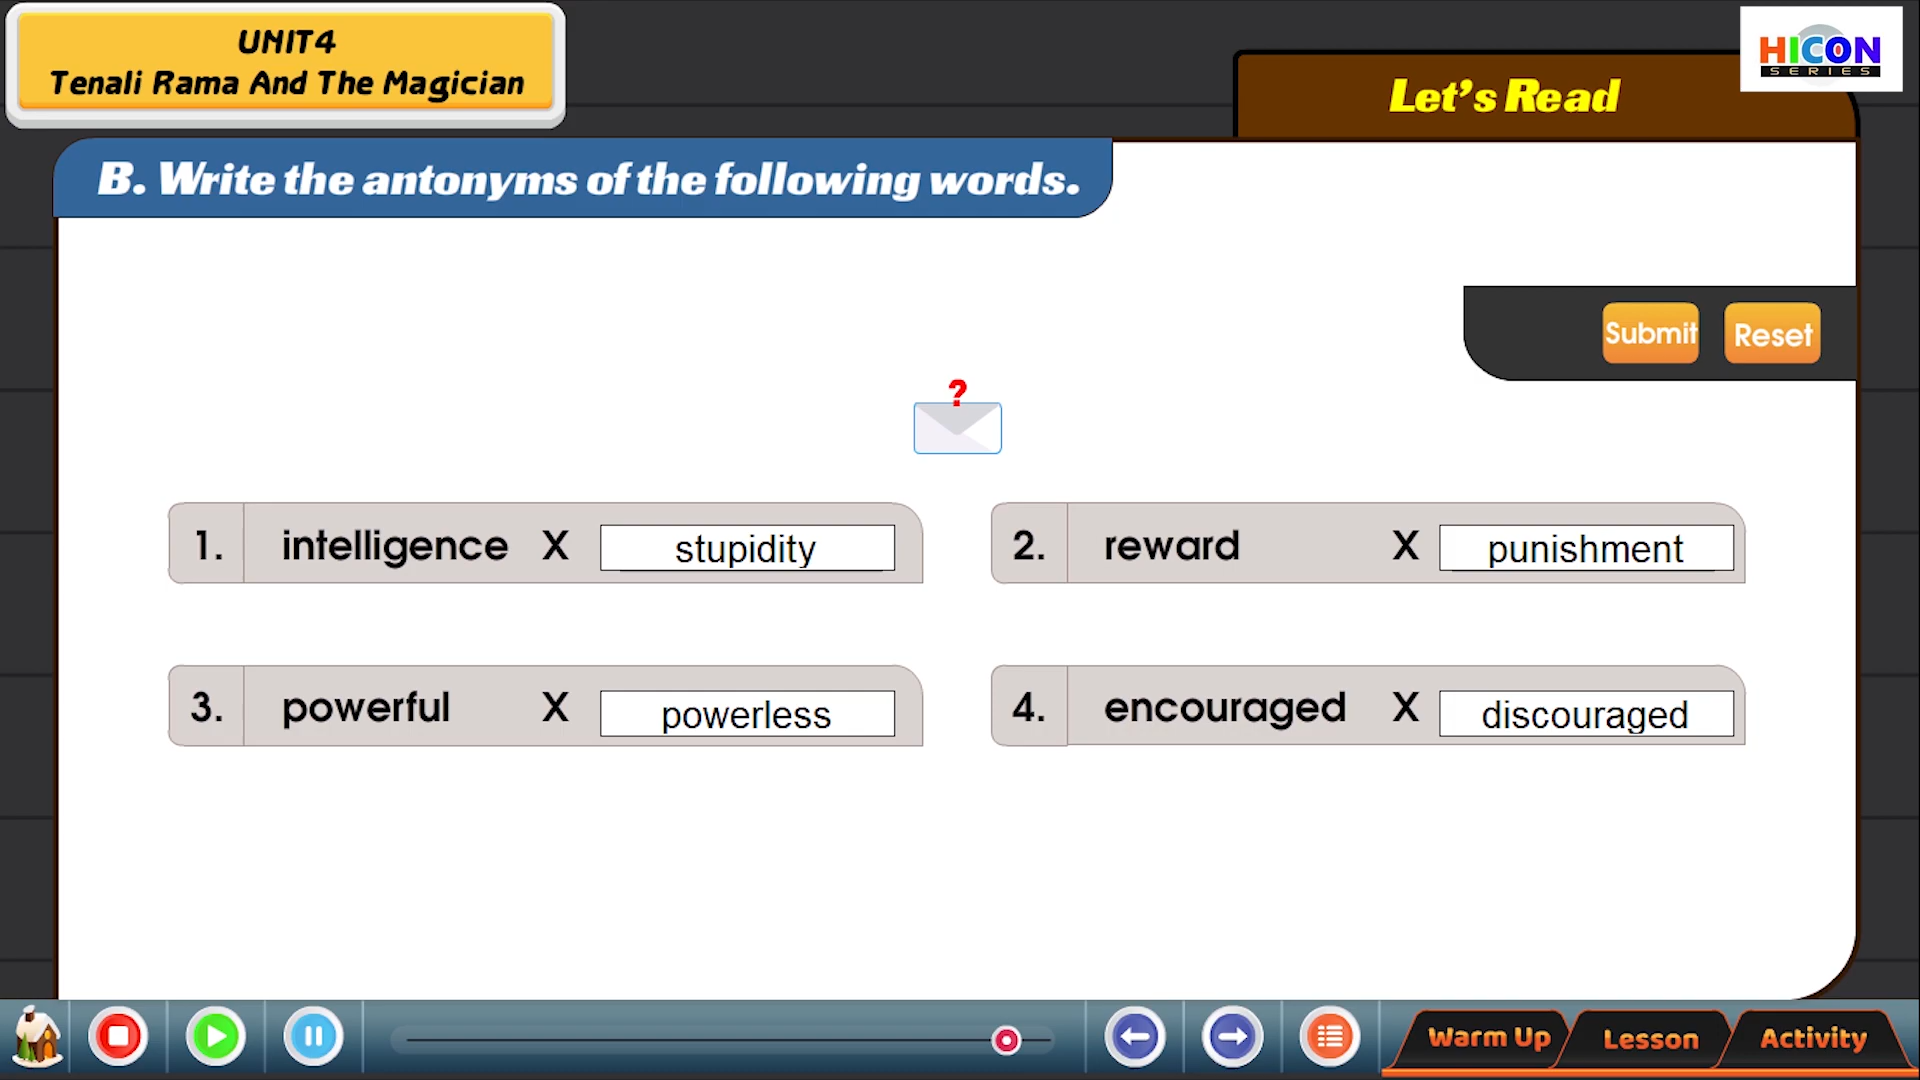 UNIT4
Tenali Rama And The Magician
HICON
SERIES
Let's Read
B. Write the antonyms of the following words.
Submit
Reset
?
1. intelligence X stupidity
2. reward X punishment
3. powerful X powerless
4. encouraged X discouraged
Warm Up
Lesson
Activity